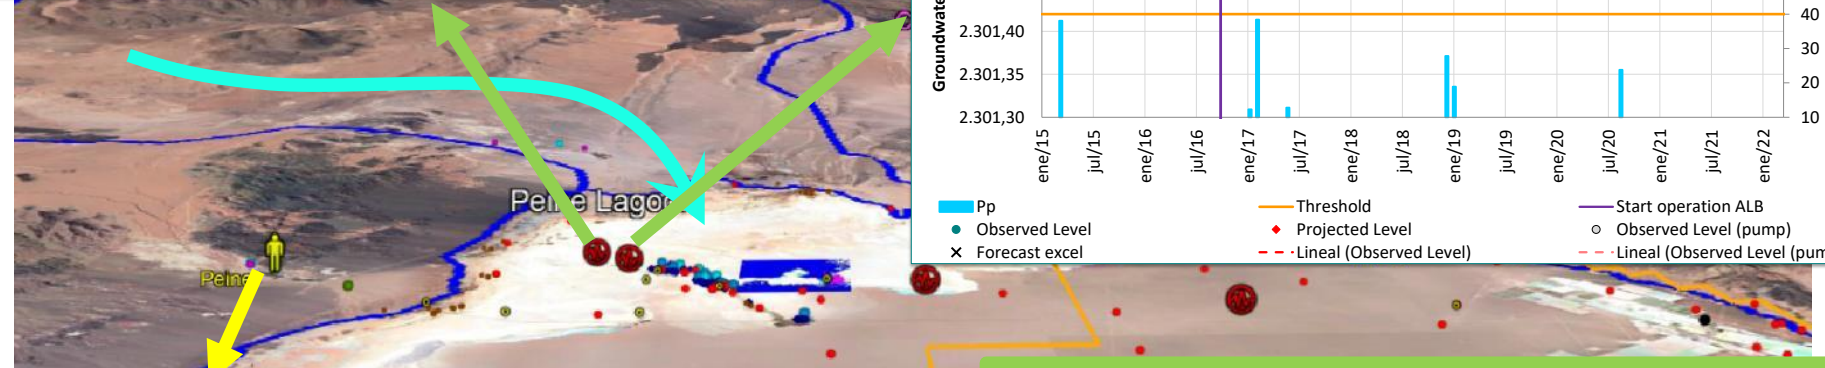 Groundwate
2.301,40
2.301,35
2.301,30
40
30
20
10
ene/15
jul/15
ene/16
jul/16
ene/17
jul/17
ene/18
jul/18
ene/19
jul/19
ene/20
jul/20
ene/21
jul/21
ene/22
Pp
Threshold
Start operation ALB
Observed Level
Projected Level
Observed Level (pump)
Forecast excel
Lineal (Observed Level)
Lineal (Observed Level (pum
Peine Lagoo
Peine